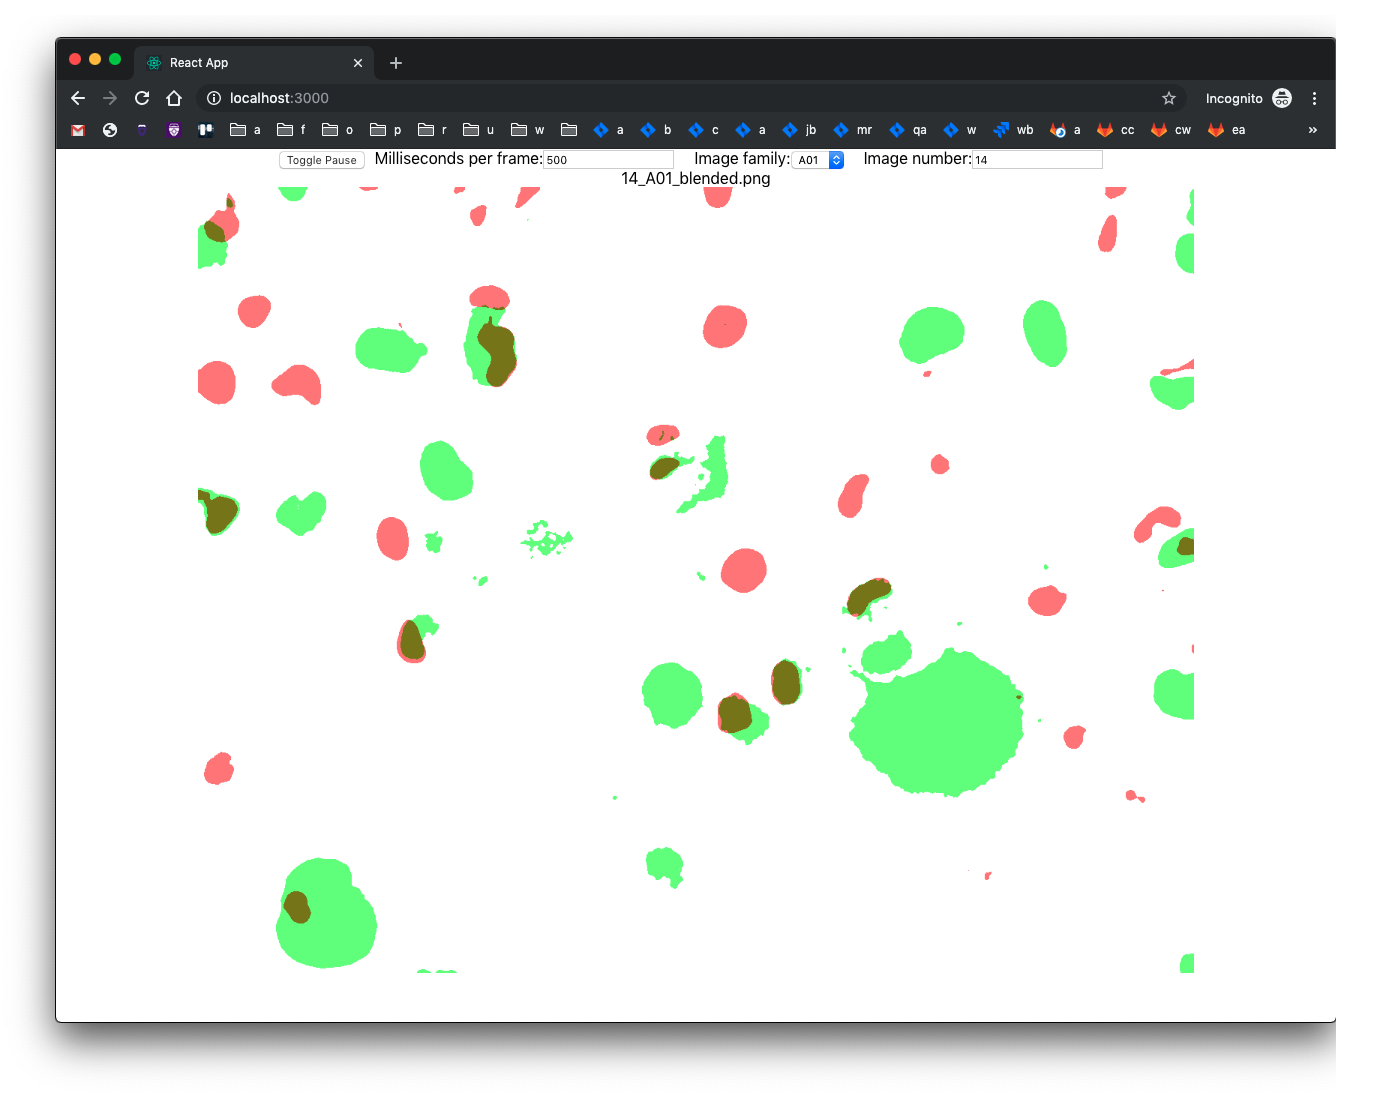 React App
localhost:3000
Incognito
a f o p r u w a b c a jb mr qa w wb a cc cw ea »
Toggle Pause Milliseconds per frame: 500 Image family: A01 Image number: 14
14_A01_blended.png